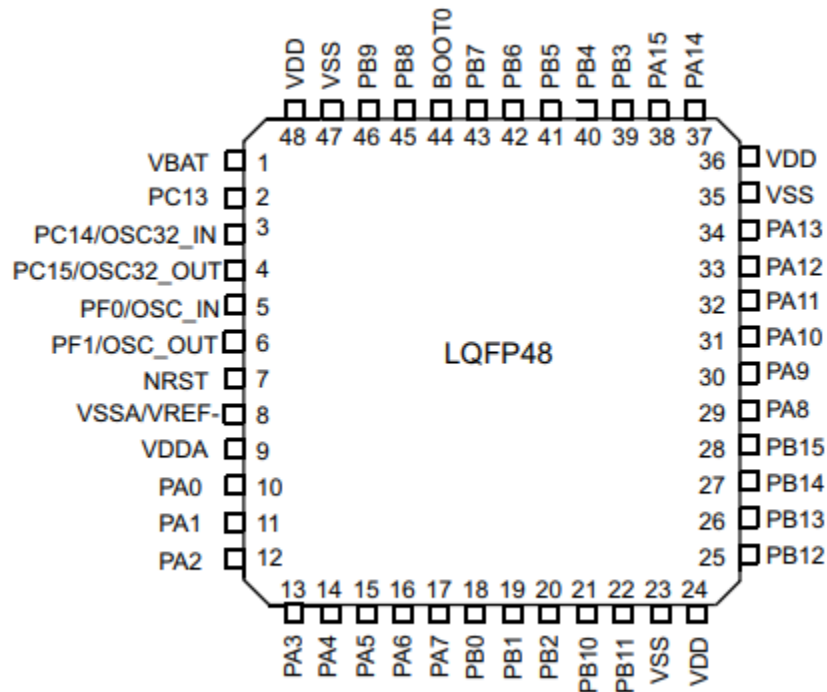 VDD VSS PB9 PB8 BOOT0 PB7 PB6 PB5 PB4 PB3 PA15 PA14
48 47 46 45 44 43 42 41 40 39 38 37
VBAT 1 36 VDD
PC13 2 35 VSS
PC14/OSC32_IN 3 34 PA13
PC15/OSC32_OUT 4 33 PA12
PF0/OSC_IN 5 32 PA11
PF1/OSC_OUT 6 31 PA10
LQFP48
NRST 7 30 PA9
VSSA/VREF- 8 29 PA8
VDDA 9 28 PB15
PA0 10 27 PB14
PA1 11 26 PB13
PA2 12 25 PB12
13 14 15 16 17 18 19 20 21 22 23 24
PA3 PA4 PA5 PA6 PA7 PB0 PB1 PB2 PB10 PB11 VSS VDD